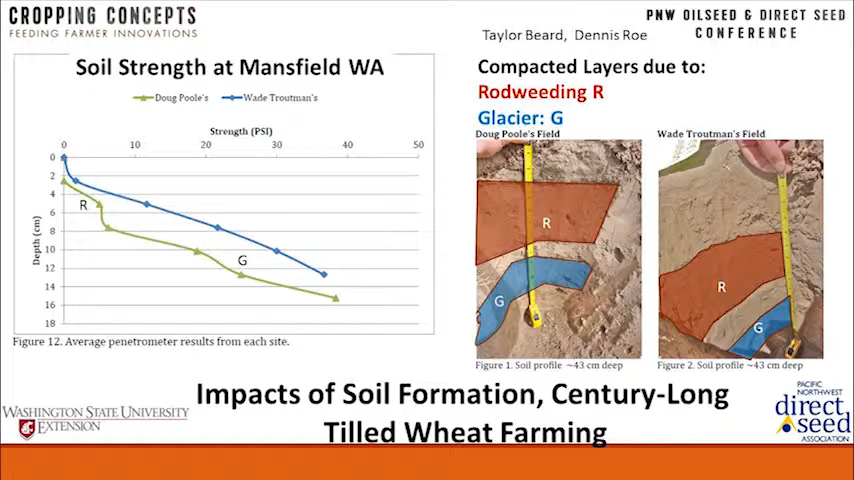 CROPPING CONCEPTS
FEEDING FARMER INNOVATIONS
PNW OILSEED & DIRECT SEED
CONFERENCE
Taylor Beard, Dennis Roe
Soil Strength at Mansfield WA
Doug Poole's
Wade Troutman's
Strength (PSI)
0 10 20 30 40 50
0
2
4
6
8
10
12
14
16
18
Depth (cm)
R
G
Figure 12. Average penetrometer results from each site.
Compacted Layers due to:
Rodweeding R
Glacier: G
Doug Poole's Field
R
G
Figure 1. Soil profile ~43 cm deep
Wade Troutman's Field
R
G
Figure 2. Soil profile ~43 cm deep
Impacts of Soil Formation, Century-Long
Tilled Wheat Farming
WASHINGTON STATE UNIVERSITY
EXTENSION
PACIFIC
NORTHWEST
direct
seed
ASSOCIATION